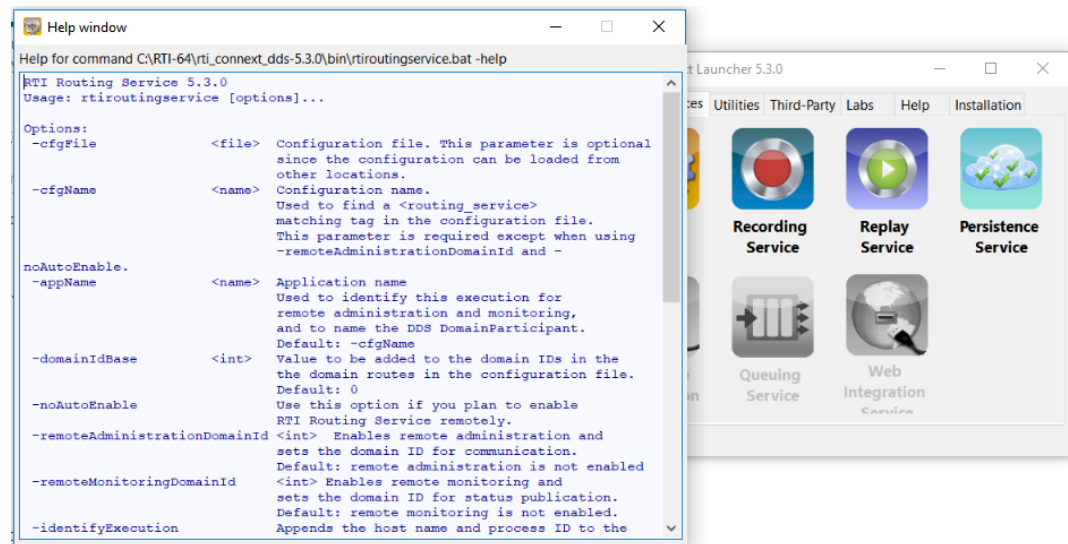 Help window
Help for command C:\RTI-64\rti_connext_dds-5.3.0\bin\rtiroutingservice.bat -help
RTI Routing Service 5.3.0
Usage: rtiroutingservice [options]...
Options:
-cfgFile <file> Configuration file. This parameter is optional
since the configuration can be loaded from
other locations.
-cfgName <name> Configuration name.
Used to find a <routing_service>
matching tag in the configuration file.
This parameter is required except when using
-remoteAdministrationDomainId and -
noAutoEnable.
-appName <name> Application name
Used to identify this execution for
remote administration and monitoring,
and to name the DDS DomainParticipant.
Default: -cfgName
-domainIdBase <int> Value to be added to the domain IDs in the
the domain routes in the configuration file.
Default: 0
-noAutoEnable Use this option if you plan to enable
RTI Routing Service remotely.
-remoteAdministrationDomainId <int> Enables remote administration and
sets the domain ID for communication.
Default: remote administration is not enabled
-remoteMonitoringDomainId <int> Enables remote monitoring and
sets the domain ID for status publication.
Default: remote monitoring is not enabled.
-identifyExecution Appends the host name and process ID to the
Launcher 5.3.0
Utilities Third-Party Labs Help Installation
Recording
Service
Replay
Service
Persistence
Service
Queuing
Service
Web
Integration
Service